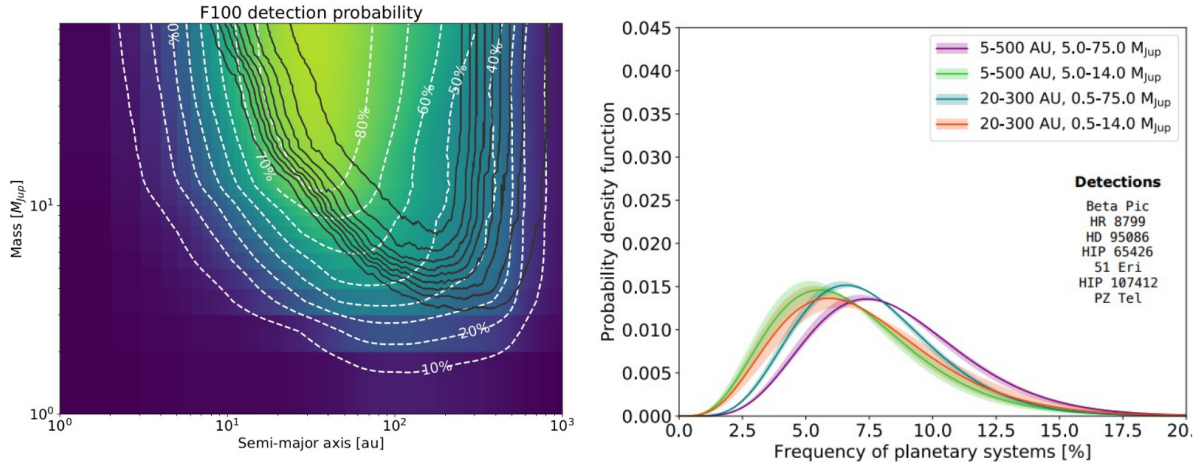 F100 detection probability
Mass [M_Jup]
10¹
10⁰
80%
70%
60%
50%
40%
20%
10%
10⁰ 10¹ 10² 10³
Semi-major axis [au]
Probability density function
0.045
0.040
0.035
0.030
0.025
0.020
0.015
0.010
0.005
0.000
5-500 AU, 5.0-75.0 M_Jup
5-500 AU, 5.0-14.0 M_Jup
20-300 AU, 0.5-75.0 M_Jup
20-300 AU, 0.5-14.0 M_Jup
Detections
Beta Pic
HR 8799
HD 95086
HIP 65426
51 Eri
HIP 107412
PZ Tel
0.0 2.5 5.0 7.5 10.0 12.5 15.0 17.5 20.
Frequency of planetary systems [%]